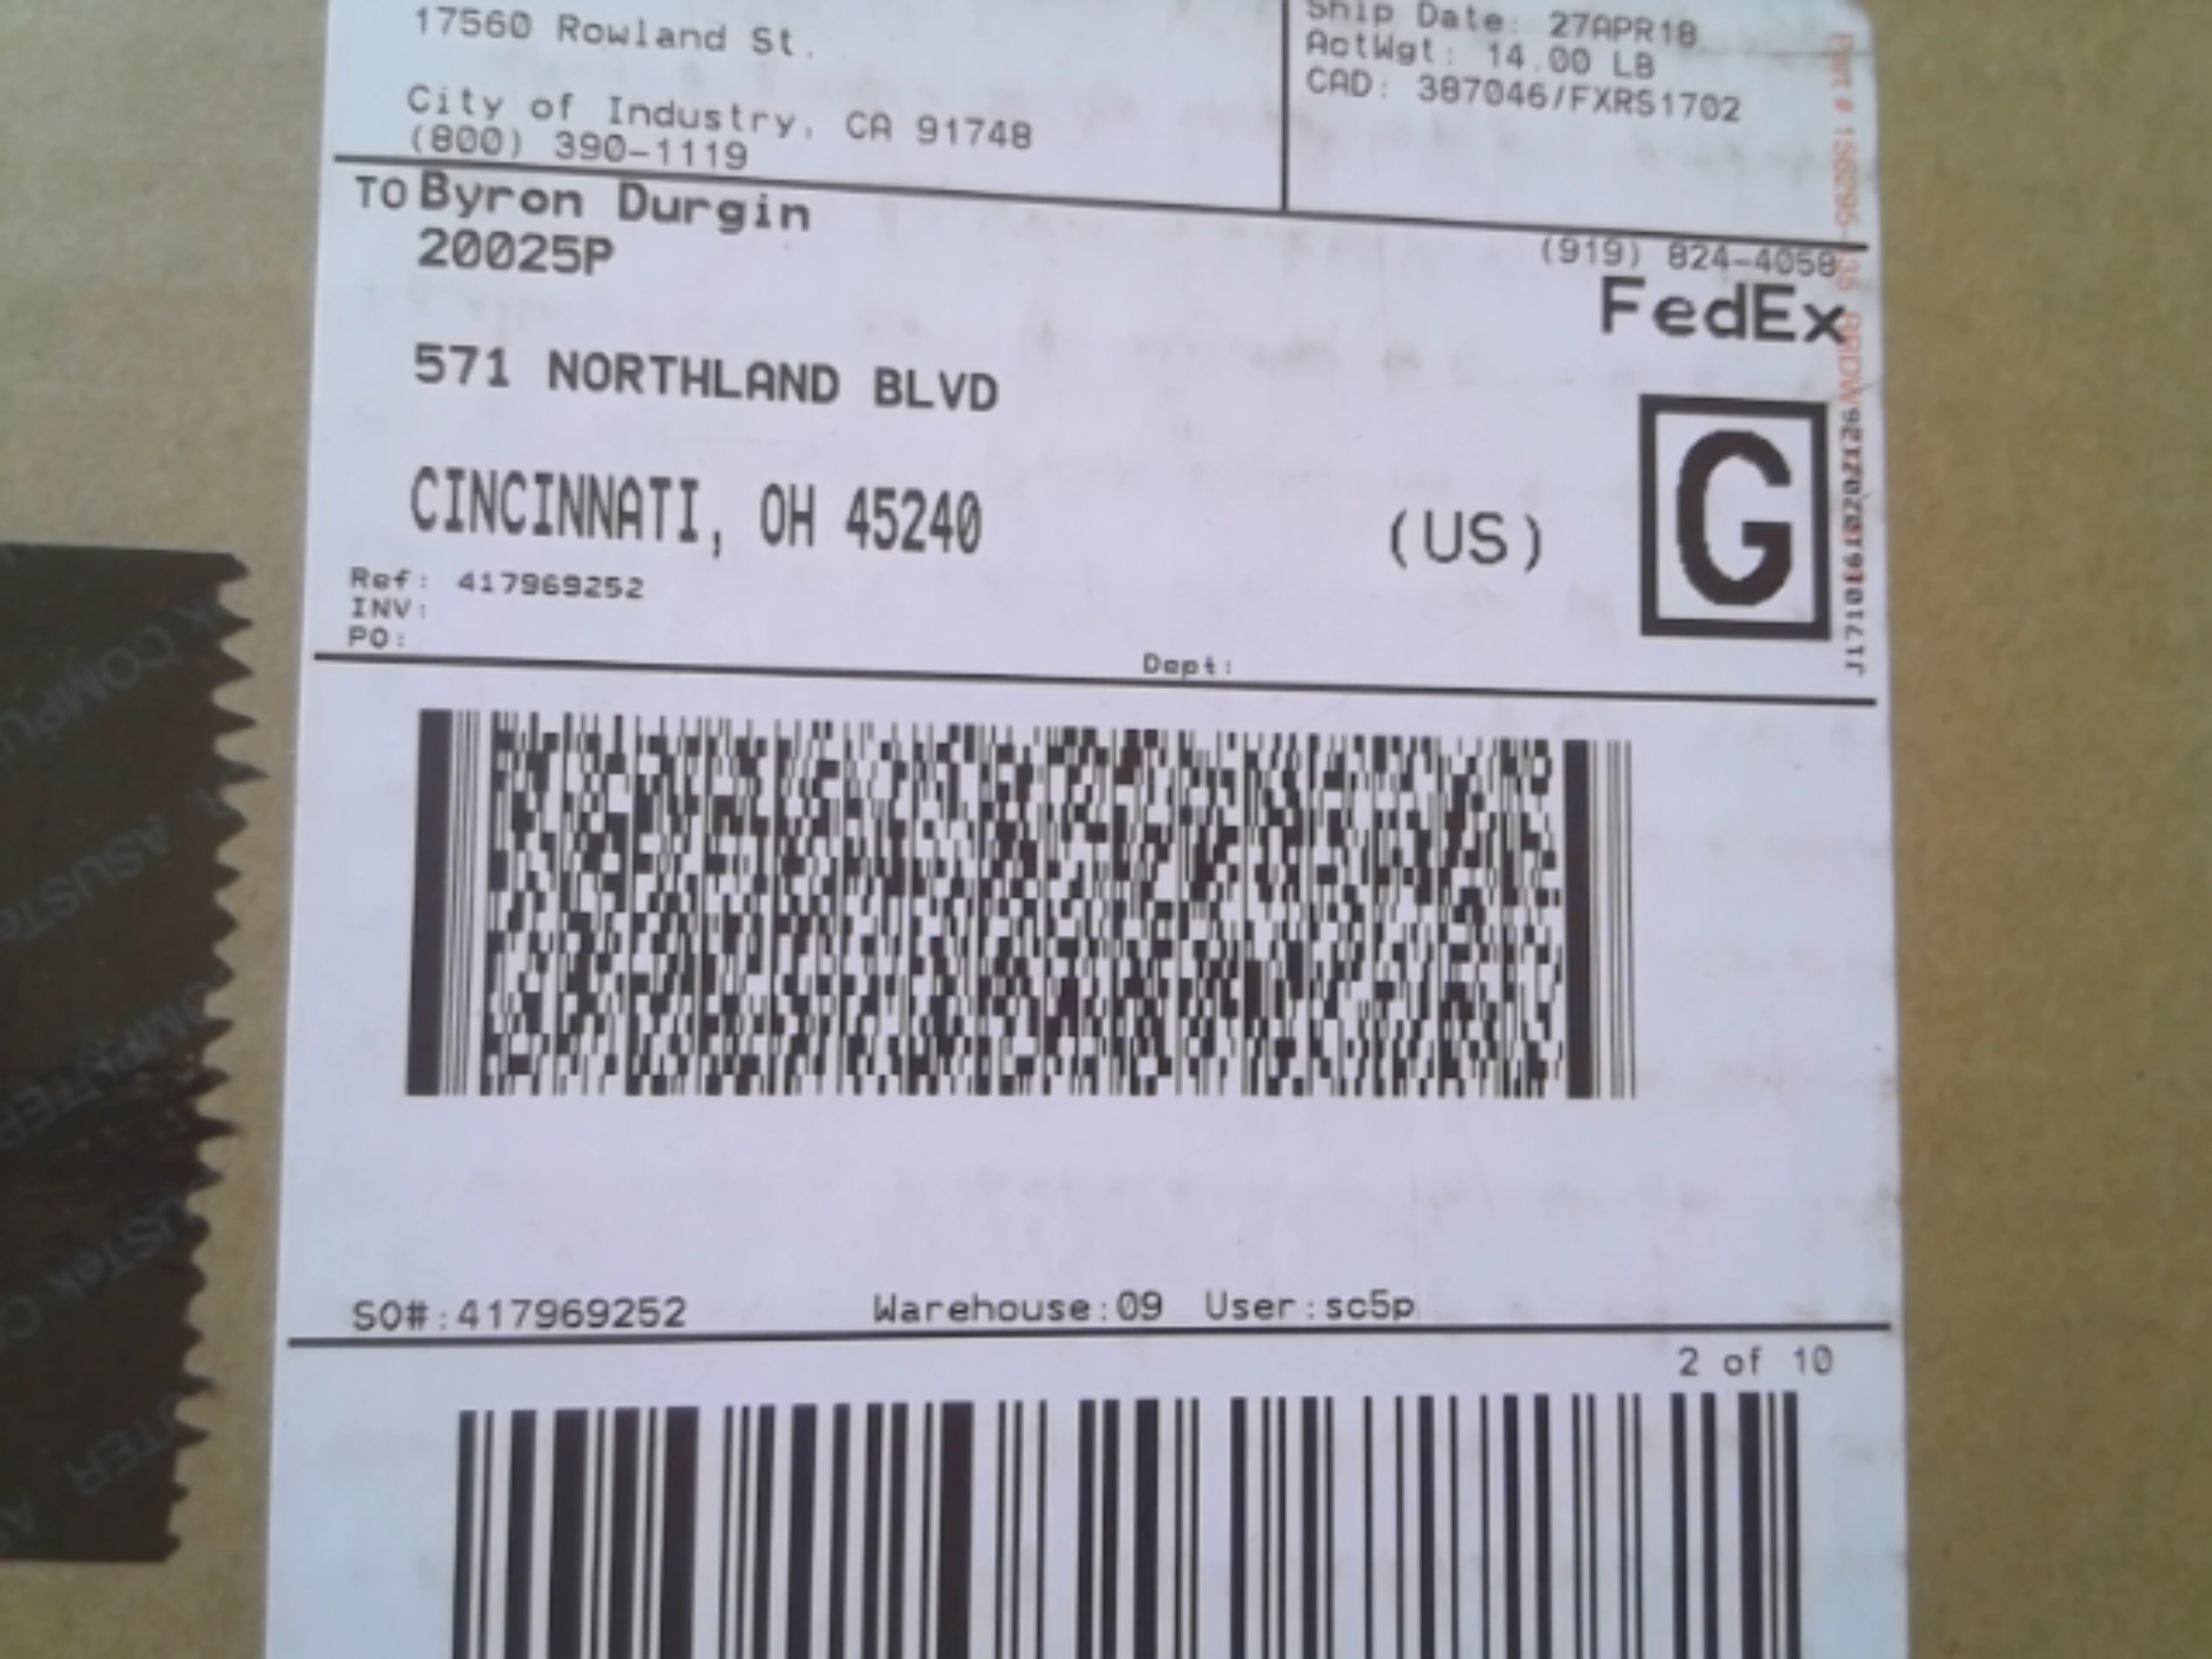 17560 Rowland St.
City of Industry, CA 91748
(800) 390-1119
Ship Date: 27APR18
ActWgt: 14.00 LB
CAD: 387046/FXRS1702
TO Byron Durgin
20025P
(919) 824-4058
FedEx
571 NORTHLAND BLVD
CINCINNATI, OH 45240
(US)
G
Ref: 417969252
INV:
PO:
Dept:
Part #
SO#:417969252 Warehouse:09 User:sc5p
2 of 10
ASUSTeK